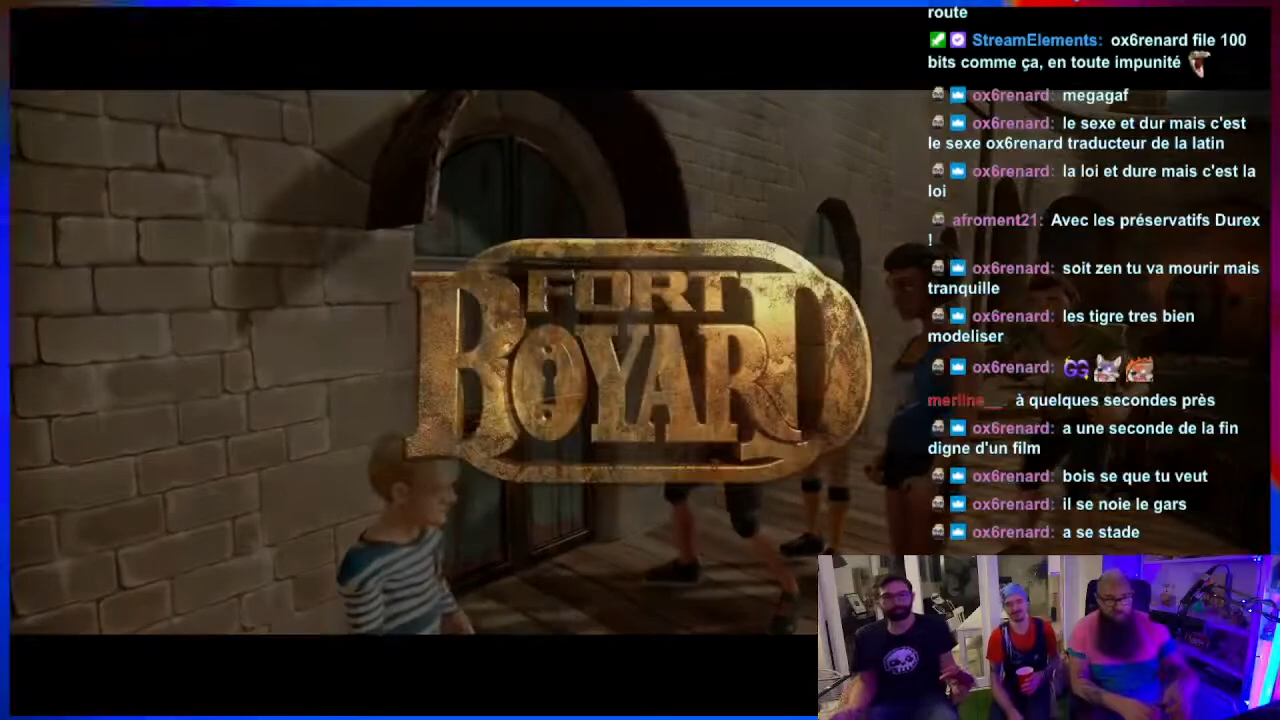 FORT
BOYARD
route
StreamElements: ox6renard file 100
bits comme ça, en toute impunité
ox6renard: megagaf
ox6renard: le sexe et dur mais c'est
le sexe ox6renard traducteur de la latin
ox6renard: la loi et dure mais c'est la
loi
afroment21: Avec les préservatifs Durex
!
ox6renard: soit zen tu va mourir mais
tranquille
ox6renard: les tigre tres bien
modeliser
ox6renard: GG
merline__ à quelques secondes près
ox6renard: a une seconde de la fin
digne d'un film
ox6renard: bois se que tu veut
ox6renard: il se noie le gars
ox6renard: a se stade